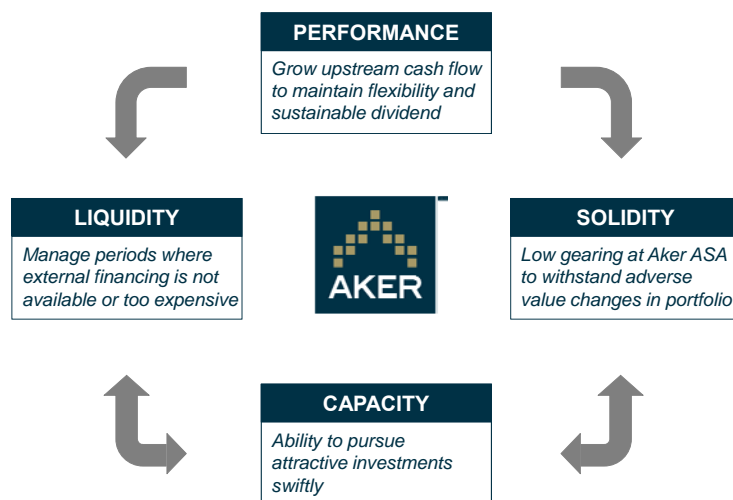 PERFORMANCE
Grow upstream cash flow
to maintain flexibility and
sustainable dividend
LIQUIDITY
Manage periods where
external financing is not
available or too expensive
AKER
SOLIDITY
Low gearing at Aker ASA
to withstand adverse
value changes in portfolio
CAPACITY
Ability to pursue
attractive investments
swiftly